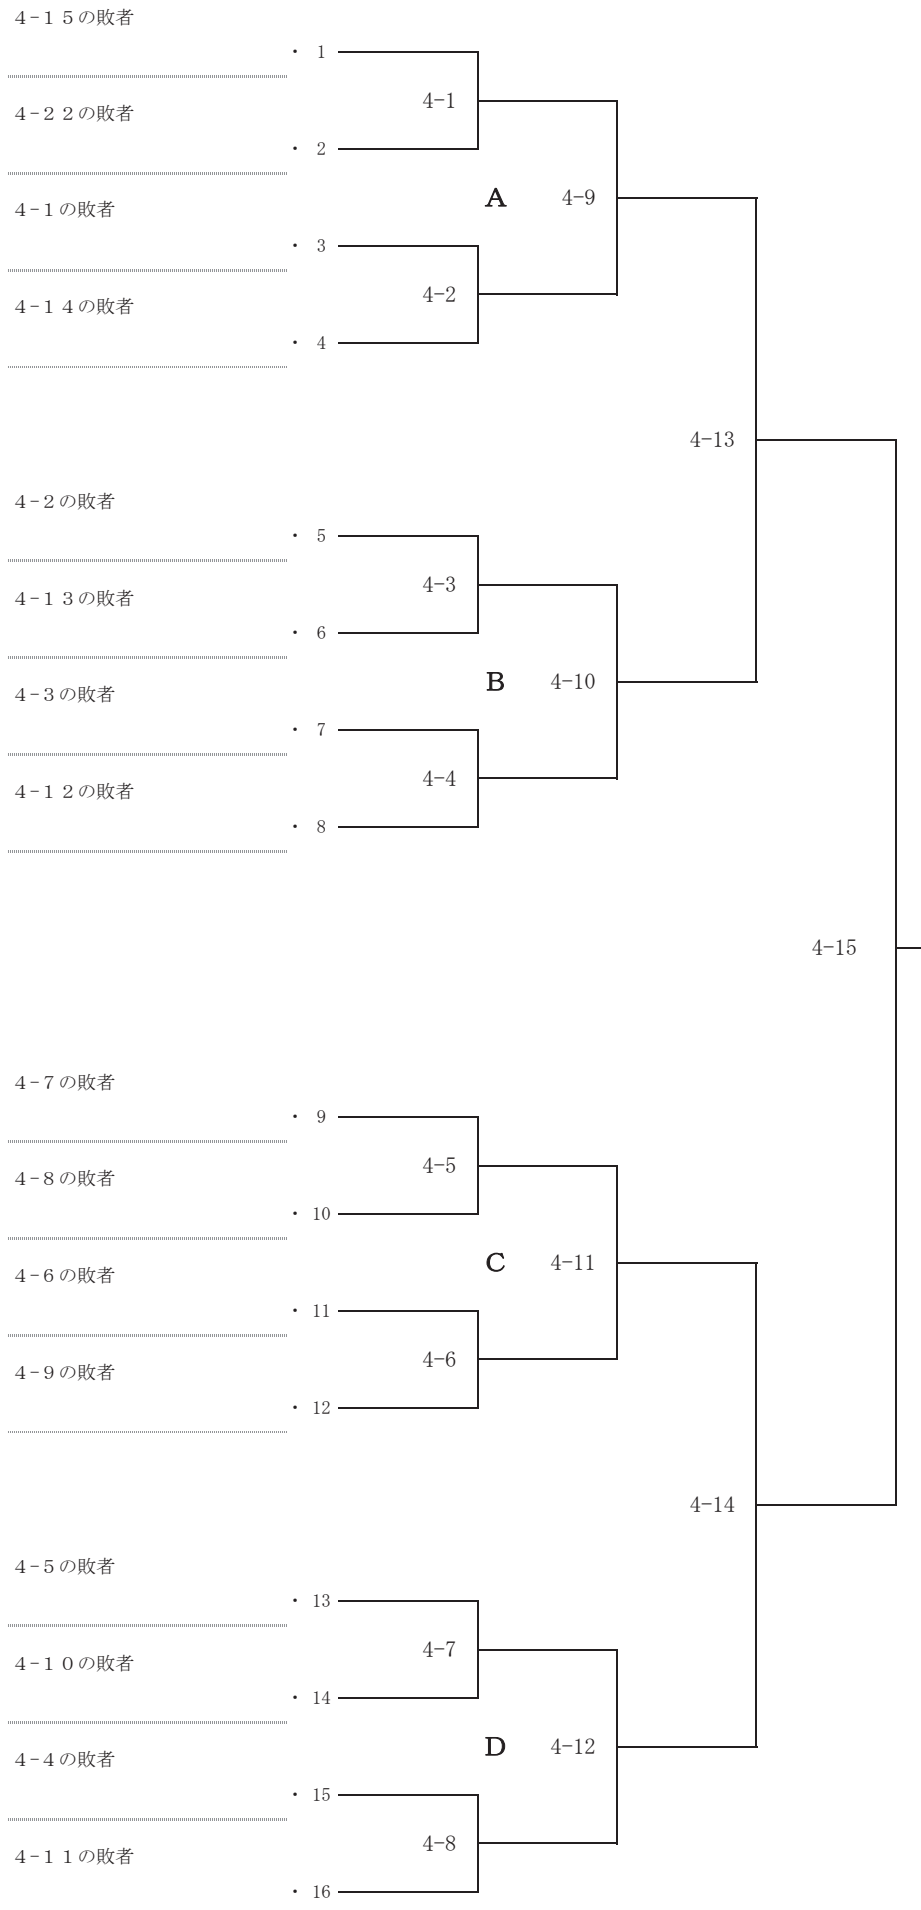 ４−１５の敗者
・ 1
4−1
４−２２の敗者
・ 2
A 4−9
４−１の敗者
・ 3
4−2
４−１４の敗者
・ 4
4−13
４−２の敗者
・ 5
4−3
４−１３の敗者
・ 6
B 4−10
４−３の敗者
・ 7
4−4
４−１２の敗者
・ 8
4−15
４−７の敗者
・ 9
4−5
４−８の敗者
・ 10
C 4−11
４−６の敗者
・ 11
4−6
４−９の敗者
・ 12
4−14
４−５の敗者
・ 13
4−7
４−１０の敗者
・ 14
D 4−12
４−４の敗者
・ 15
4−8
４−１１の敗者
・ 16